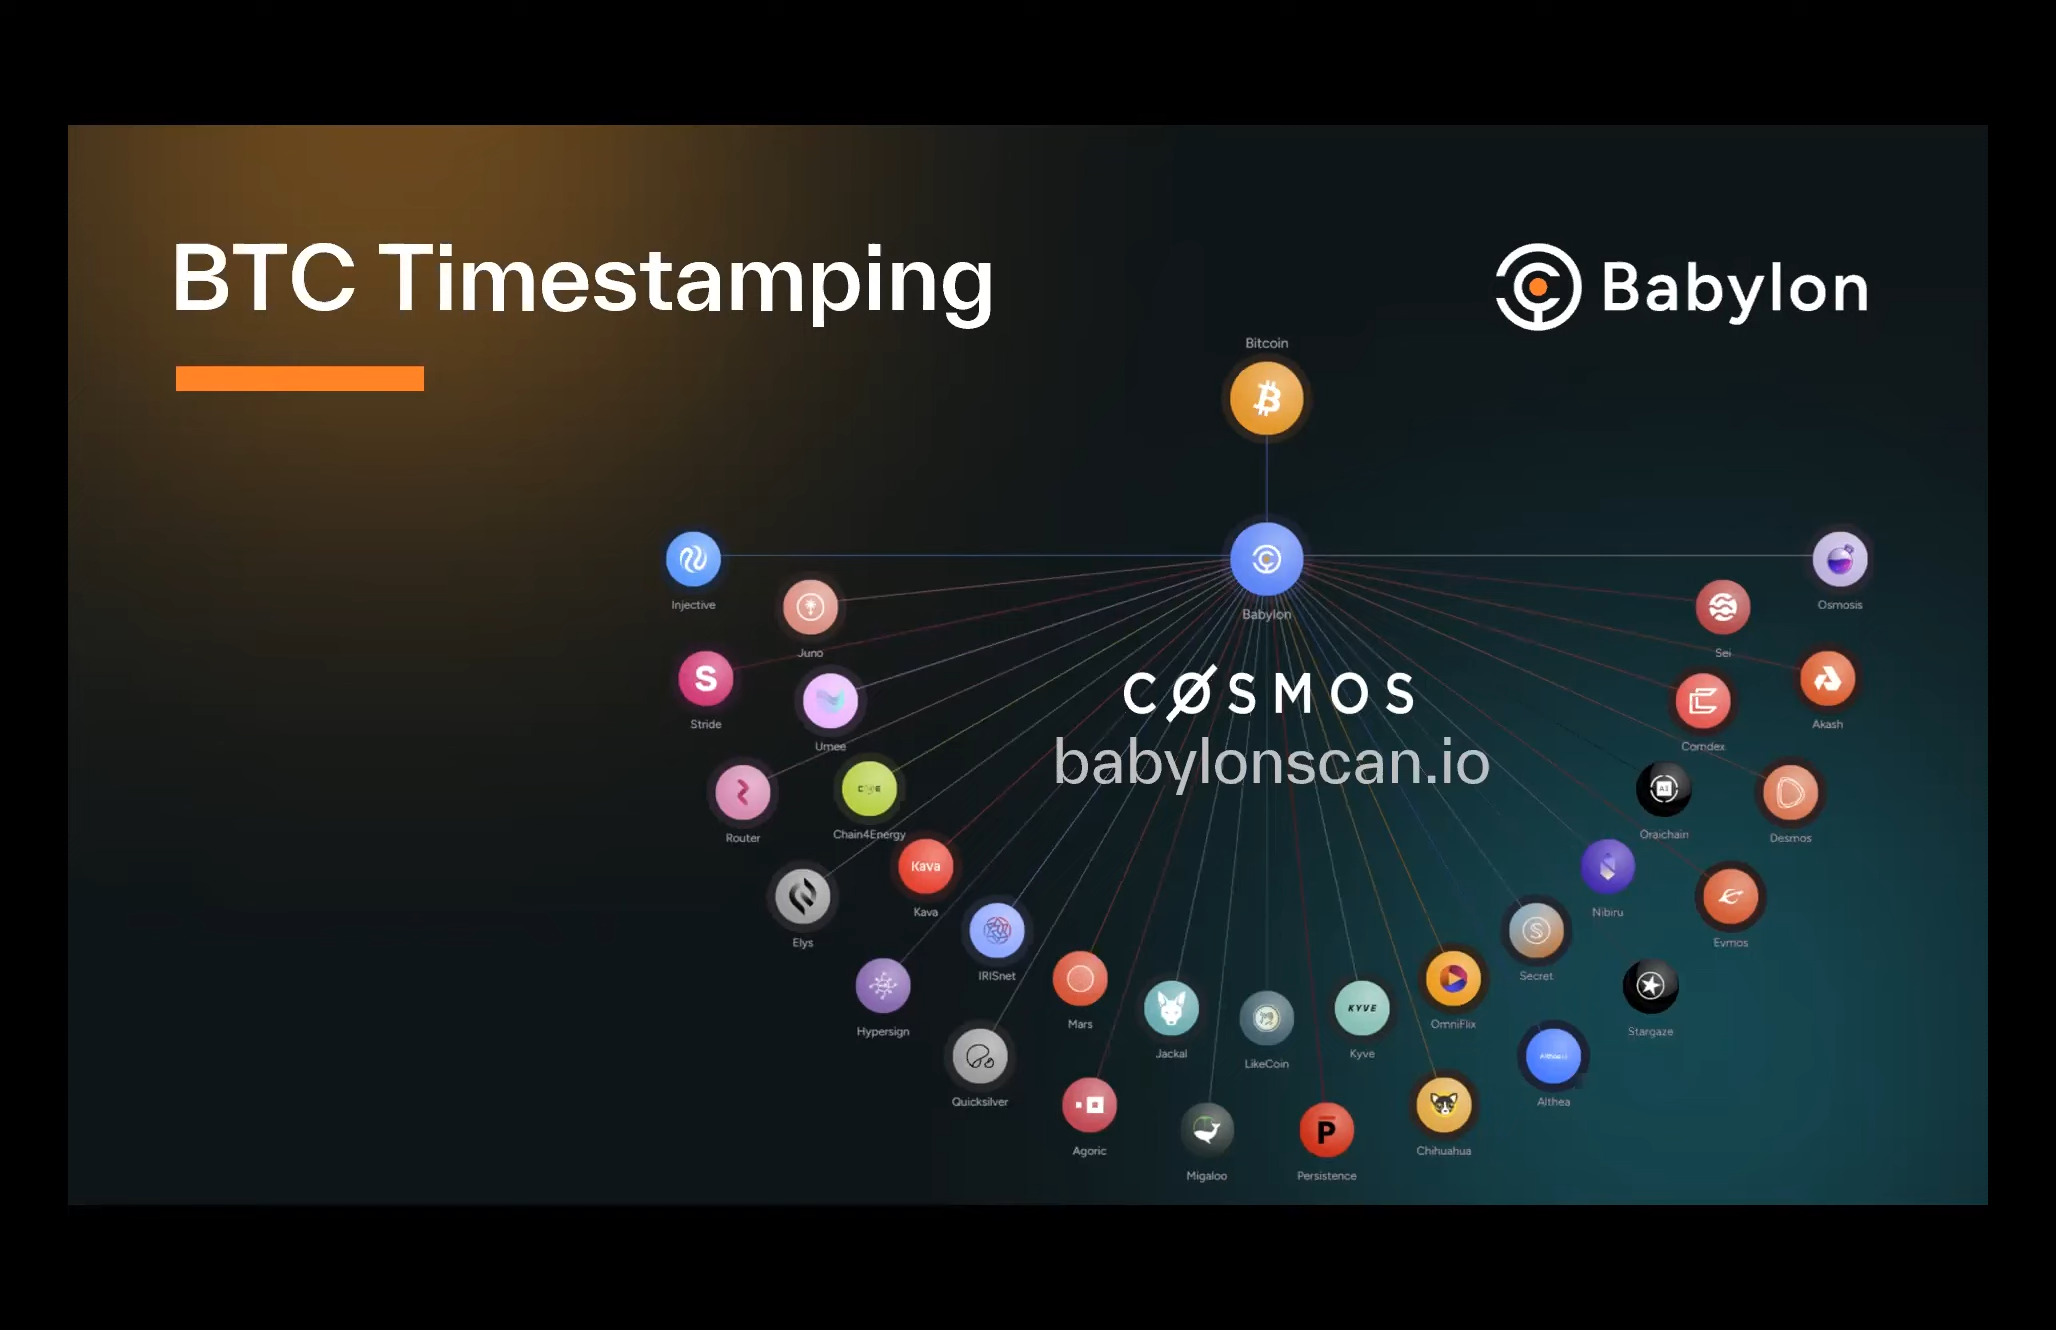 BTC Timestamping
Babylon
Bitcoin
Injective
Babylon
Osmosis
Juno
Sei
Stride
Akash
Umee
Comdex
COSMOS
babylonscan.io
Router
Chain4Energy
Oraichain
Desmos
Kava
Kava
Nibiru
Elys
Evmos
IRISnet
Secret
Hypersign
Mars
OmniFlix
Stargaze
KYVE
Jackal
Kyve
LikeCoin
Quicksilver
Althea
Agoric
Chihuahua
Migaloo
Persistence